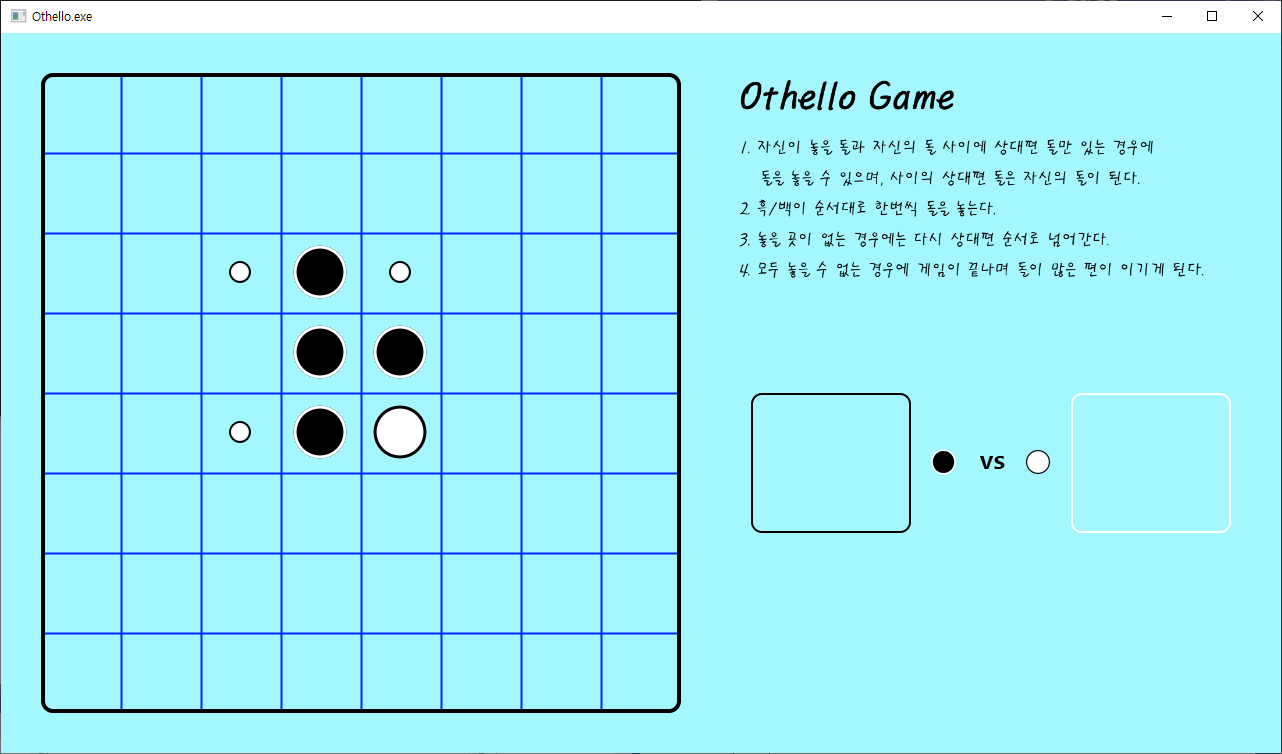 Othello.exe
Othello Game
1. 자신이 놓을 돌과 자신의 돌 사이에 상대편 돌만 있는 경우에
돌을 놓을 수 있으며, 사이의 상대편 돌은 자신의 돌이 된다.
2. 흑/백이 순서대로 한번씩 돌을 놓는다.
3. 놓을 곳이 없는 경우에는 다시 상대편 순서로 넘어간다.
4. 모두 놓을 수 없는 경우에 게임이 끝나며 돌이 많은 편이 이기게 된다.
VS